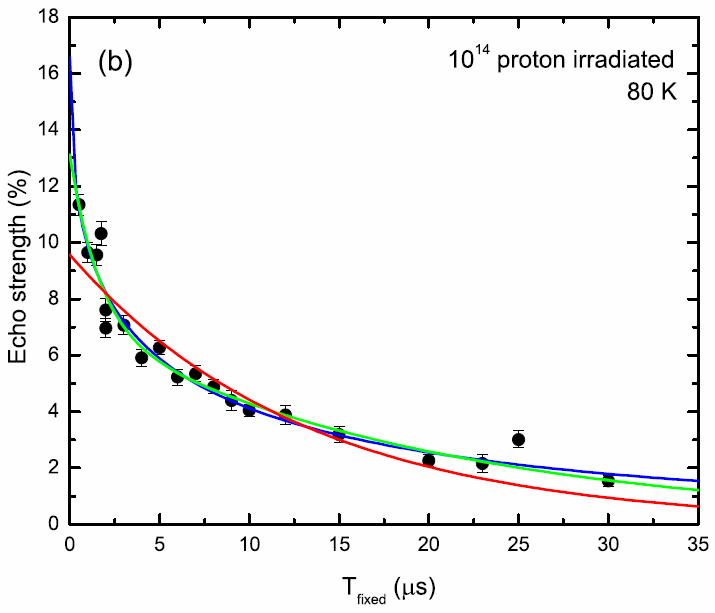 (b)
10¹⁴ proton irradiated
80 K
Echo strength (%)
18
16
14
12
10
8
6
4
2
0
0 5 10 15 20 25 30 35
T_fixed (μs)